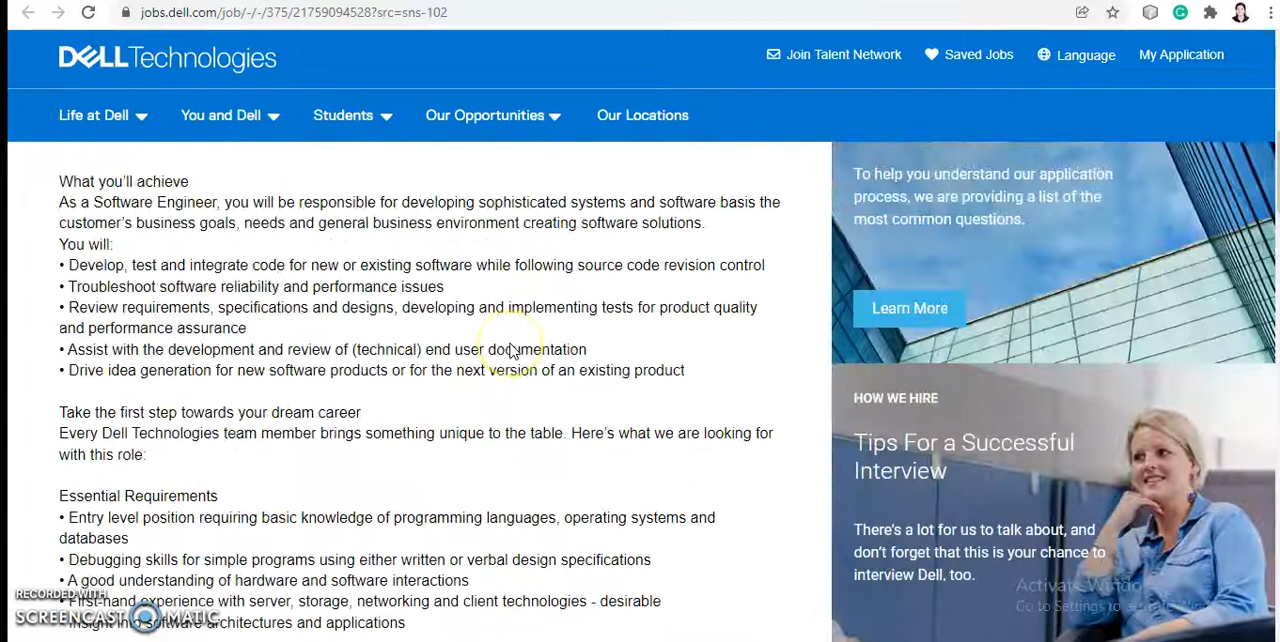 jobs.dell.com/job/-/-/375/21759094528?src=sns-102
DELLTechnologies
Join Talent Network
Saved Jobs
Language
My Application
Life at Dell
You and Dell
Students
Our Opportunities
Our Locations
What you’ll achieve
As a Software Engineer, you will be responsible for developing sophisticated systems and software basis the
customer’s business goals, needs and general business environment creating software solutions.
You will:
• Develop, test and integrate code for new or existing software while following source code revision control
• Troubleshoot software reliability and performance issues
• Review requirements, specifications and designs, developing and implementing tests for product quality
and performance assurance
• Assist with the development and review of (technical) end user documentation
• Drive idea generation for new software products or for the next version of an existing product
Take the first step towards your dream career
Every Dell Technologies team member brings something unique to the table. Here’s what we are looking for
with this role:
Essential Requirements
• Entry level position requiring basic knowledge of programming languages, operating systems and
databases
• Debugging skills for simple programs using either written or verbal design specifications
• A good understanding of hardware and software interactions
• First-hand experience with server, storage, networking and client technologies - desirable
• Insight into software architectures and applications
To help you understand our application
process, we are providing a list of the
most common questions.
Learn More
HOW WE HIRE
Tips For a Successful
Interview
There’s a lot for us to talk about, and
don’t forget that this is your chance to
interview Dell, too.
Activate Windo
Go to Settings to
RECORDED WITH
SCREENCAST MATIC